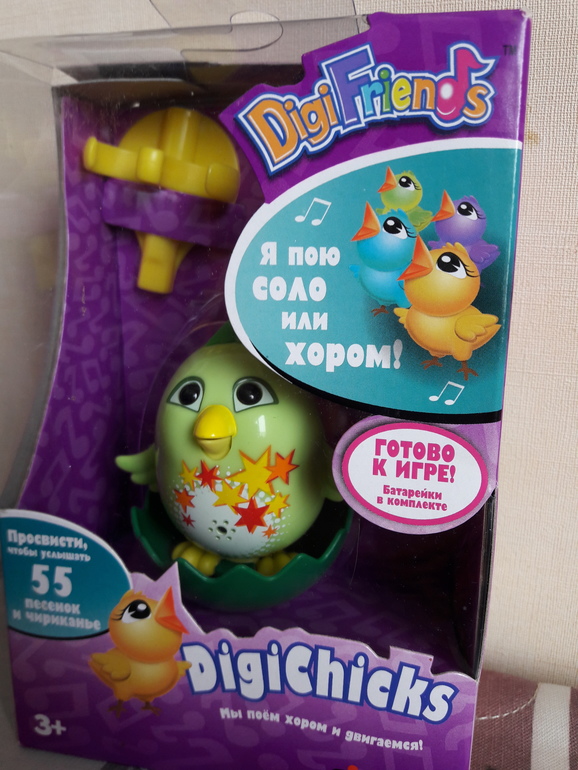 DigiFriends
TM
Я пою
соло
или
хором!
ГОТОВО
К ИГРЕ!
Батарейки
в комплекте
Просвисти,
чтобы услышать
55
песенок
и чириканье
DigiChicks
Мы поём хором и двигаемся!
3+